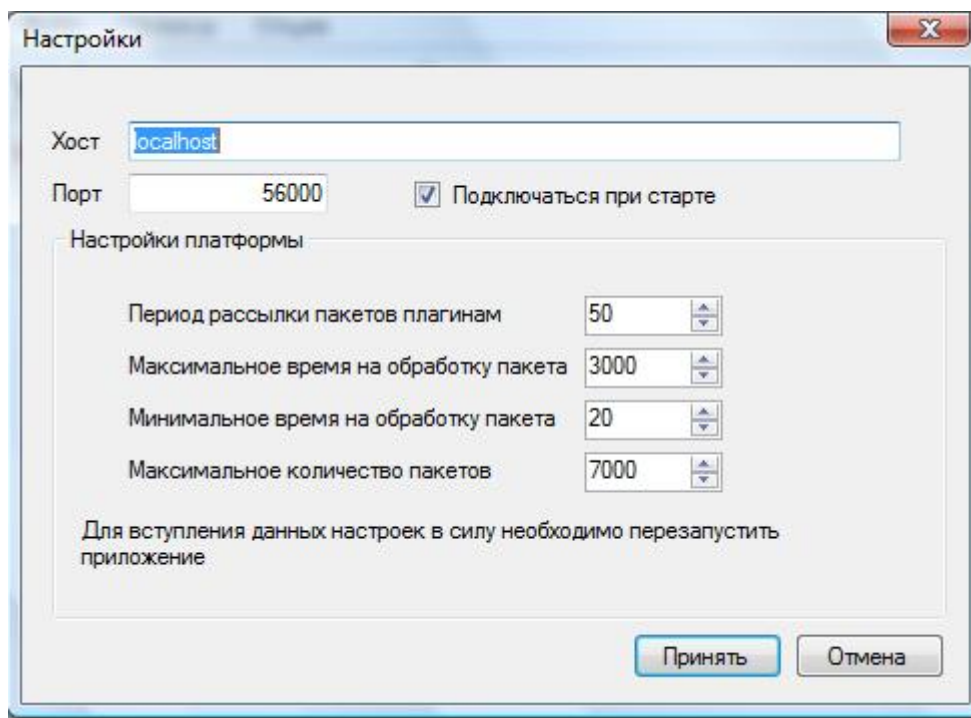 Настройки
Хост localhost
Порт 56000 Подключаться при старте
Настройки платформы
Период рассылки пакетов плагинам 50
Максимальное время на обработку пакета 3000
Минимальное время на обработку пакета 20
Максимальное количество пакетов 7000
Для вступления данных настроек в силу необходимо перезапустить
приложение
Принять Отмена